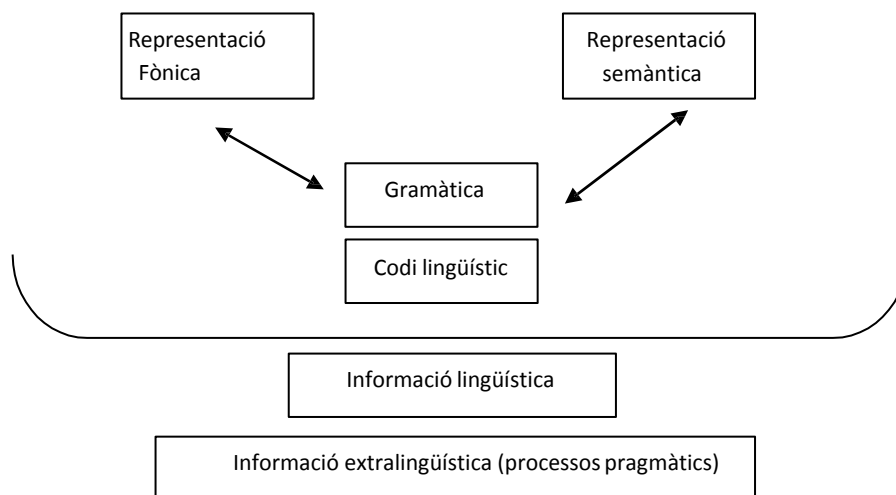 Representació
Fònica
Representació
semàntica
Gramàtica
Codi lingüístic
Informació lingüística
Informació extralingüística (processos pragmàtics)